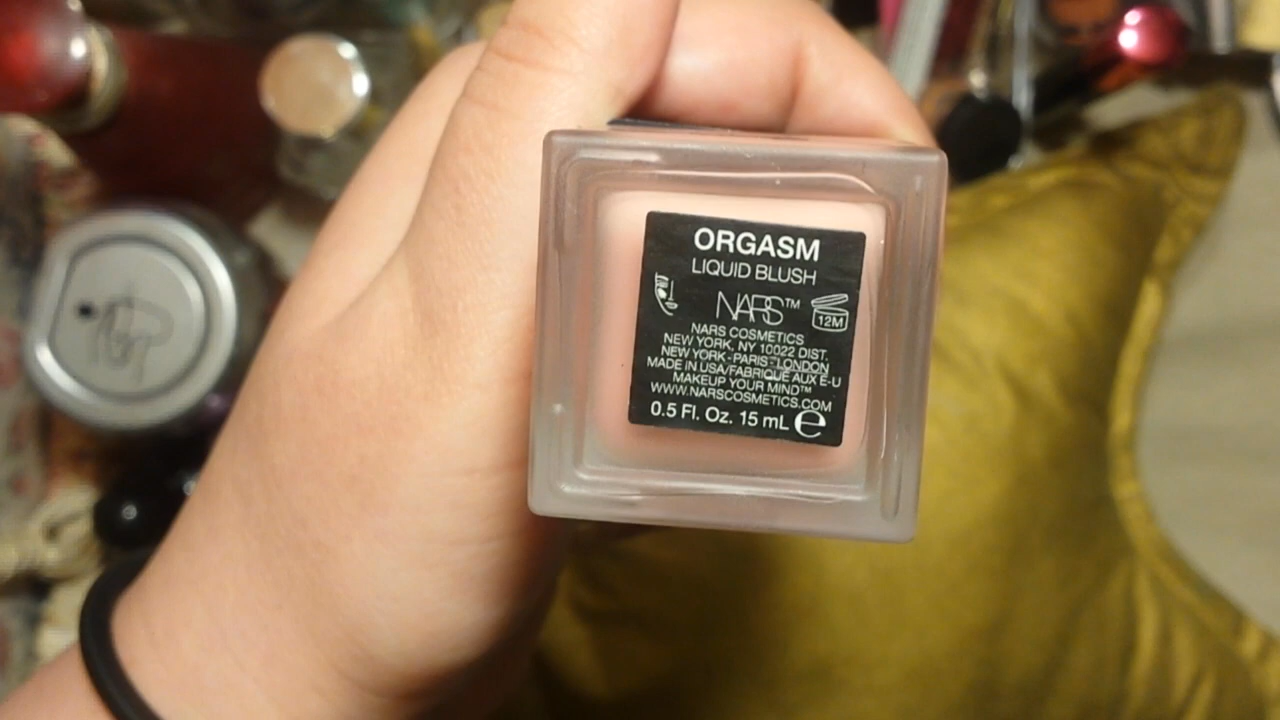 ORGASM
LIQUID BLUSH
NARS™
12M
NARS COSMETICS
NEW YORK, NY 10022 DIST.
NEW YORK-PARIS-LONDON
MADE IN USA/FABRIQUÉ AUX É-U
MAKEUP YOUR MIND™
WWW.NARSCOSMETICS.COM
0.5 Fl. Oz. 15 mL e